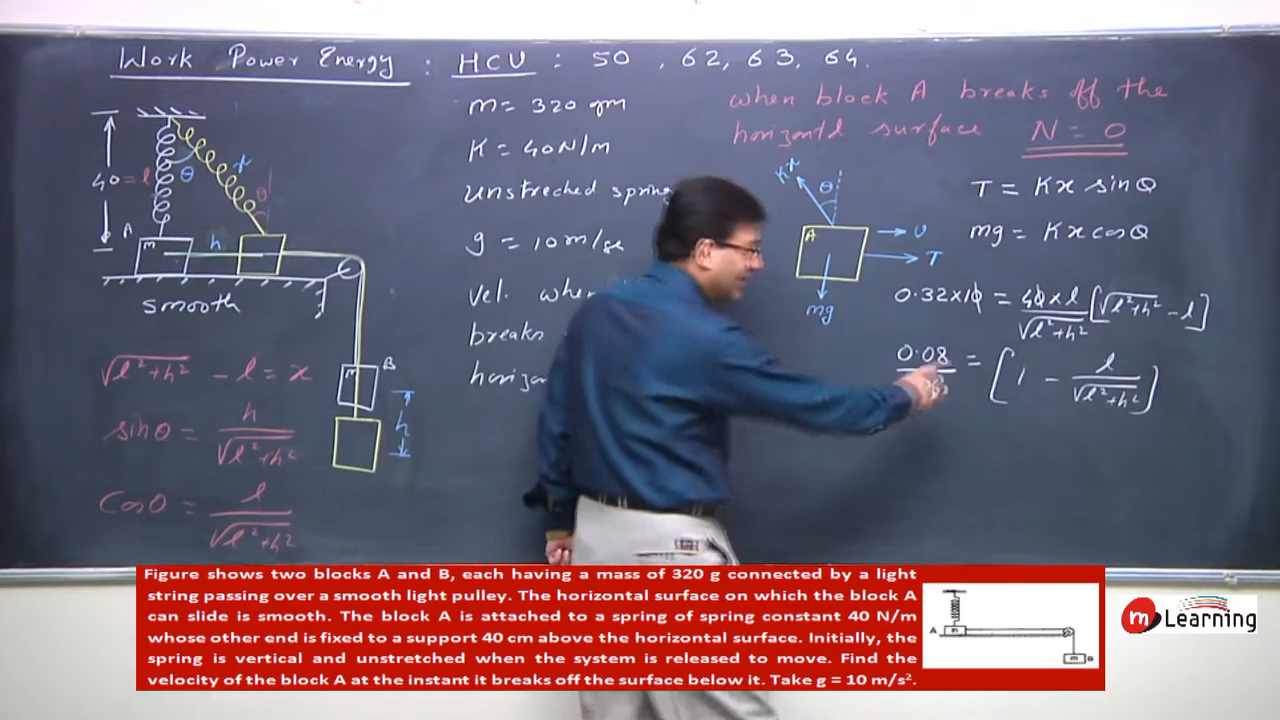 Work Power Energy : HCU : 50 , 62, 63, 64.
40 = l
θ
x
θ
A
m
h
smooth
B
m
h
√l²+h² - l = x
sinθ = h / √l²+h²
Cosθ = l / √l²+h²
m = 320 gm
K = 40N/m
unstreched spring
g = 10 m/se
vel. when
breaks
horiz
when block A breaks off the
horizontal surface N = 0
Kx
θ
A
U
T
mg
T = Kx sinθ
mg = Kx cosθ
0.32×10 = 40 × l / √l²+h² [√l²+h² - l]
0.08 = [1 - l / √l²+h²]
Figure shows two blocks A and B, each having a mass of 320 g connected by a light
string passing over a smooth light pulley. The horizontal surface on which the block A
can slide is smooth. The block A is attached to a spring of spring constant 40 N/m
whose other end is fixed to a support 40 cm above the horizontal surface. Initially, the
spring is vertical and unstretched when the system is released to move. Find the
velocity of the block A at the instant it breaks off the surface below it. Take g = 10 m/s².
A
m
m
B
m Learning